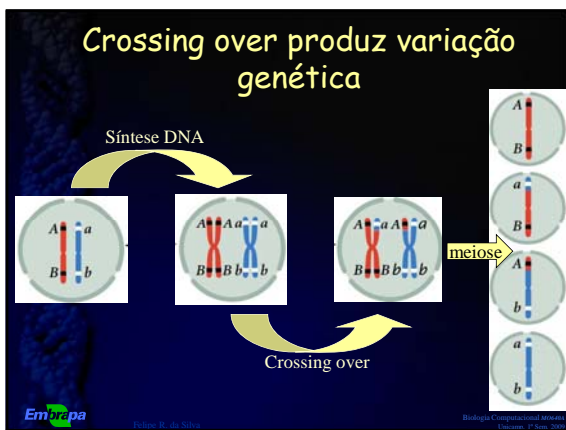 Crossing over produz variação
genética
Síntese DNA
A a
B b
A A a a
B B b b
A a A a
B B b b
meiose
Crossing over
A
B
a
B
A
b
a
b
Embrapa
Felipe R. da Silva
Biologia Computacional
Unicamp, 1º Sem. 2009